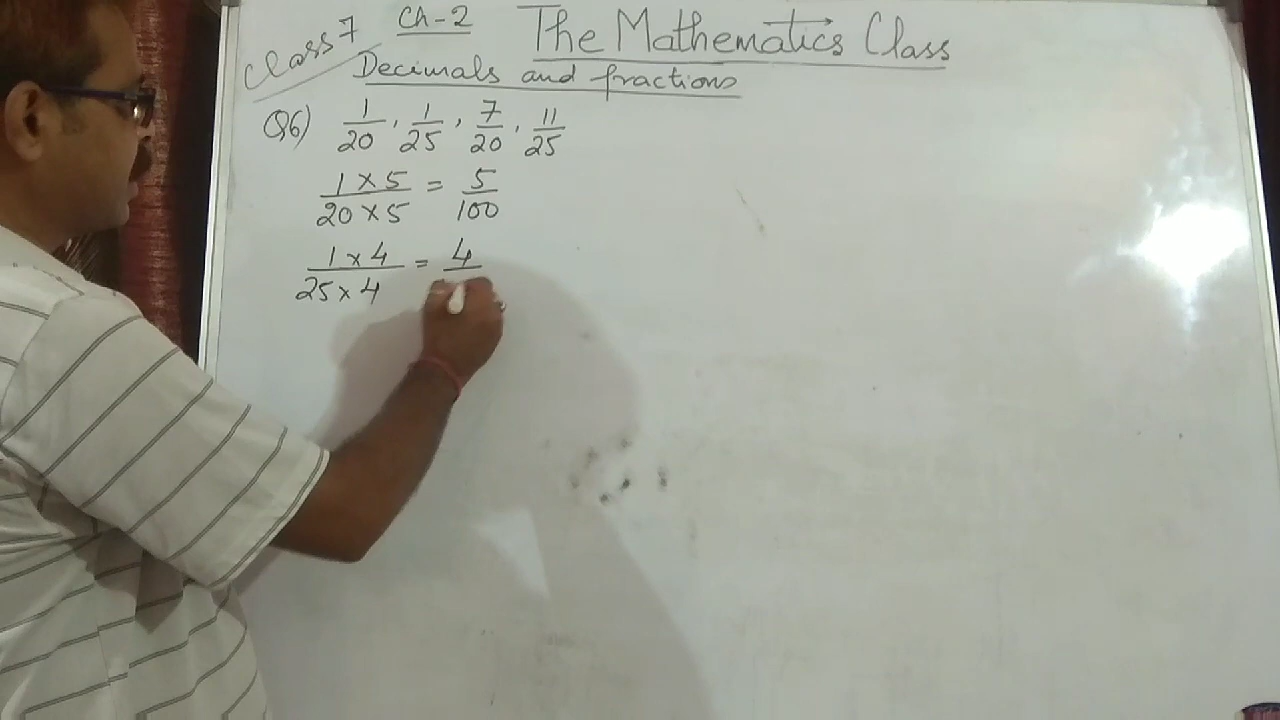 Class 7 Ch-2 The Mathematics Class
Decimals and fractions
Q6) 1/20, 1/25, 7/20, 11/25
1×5/20×5 = 5/100
1×4/25×4 = 4/